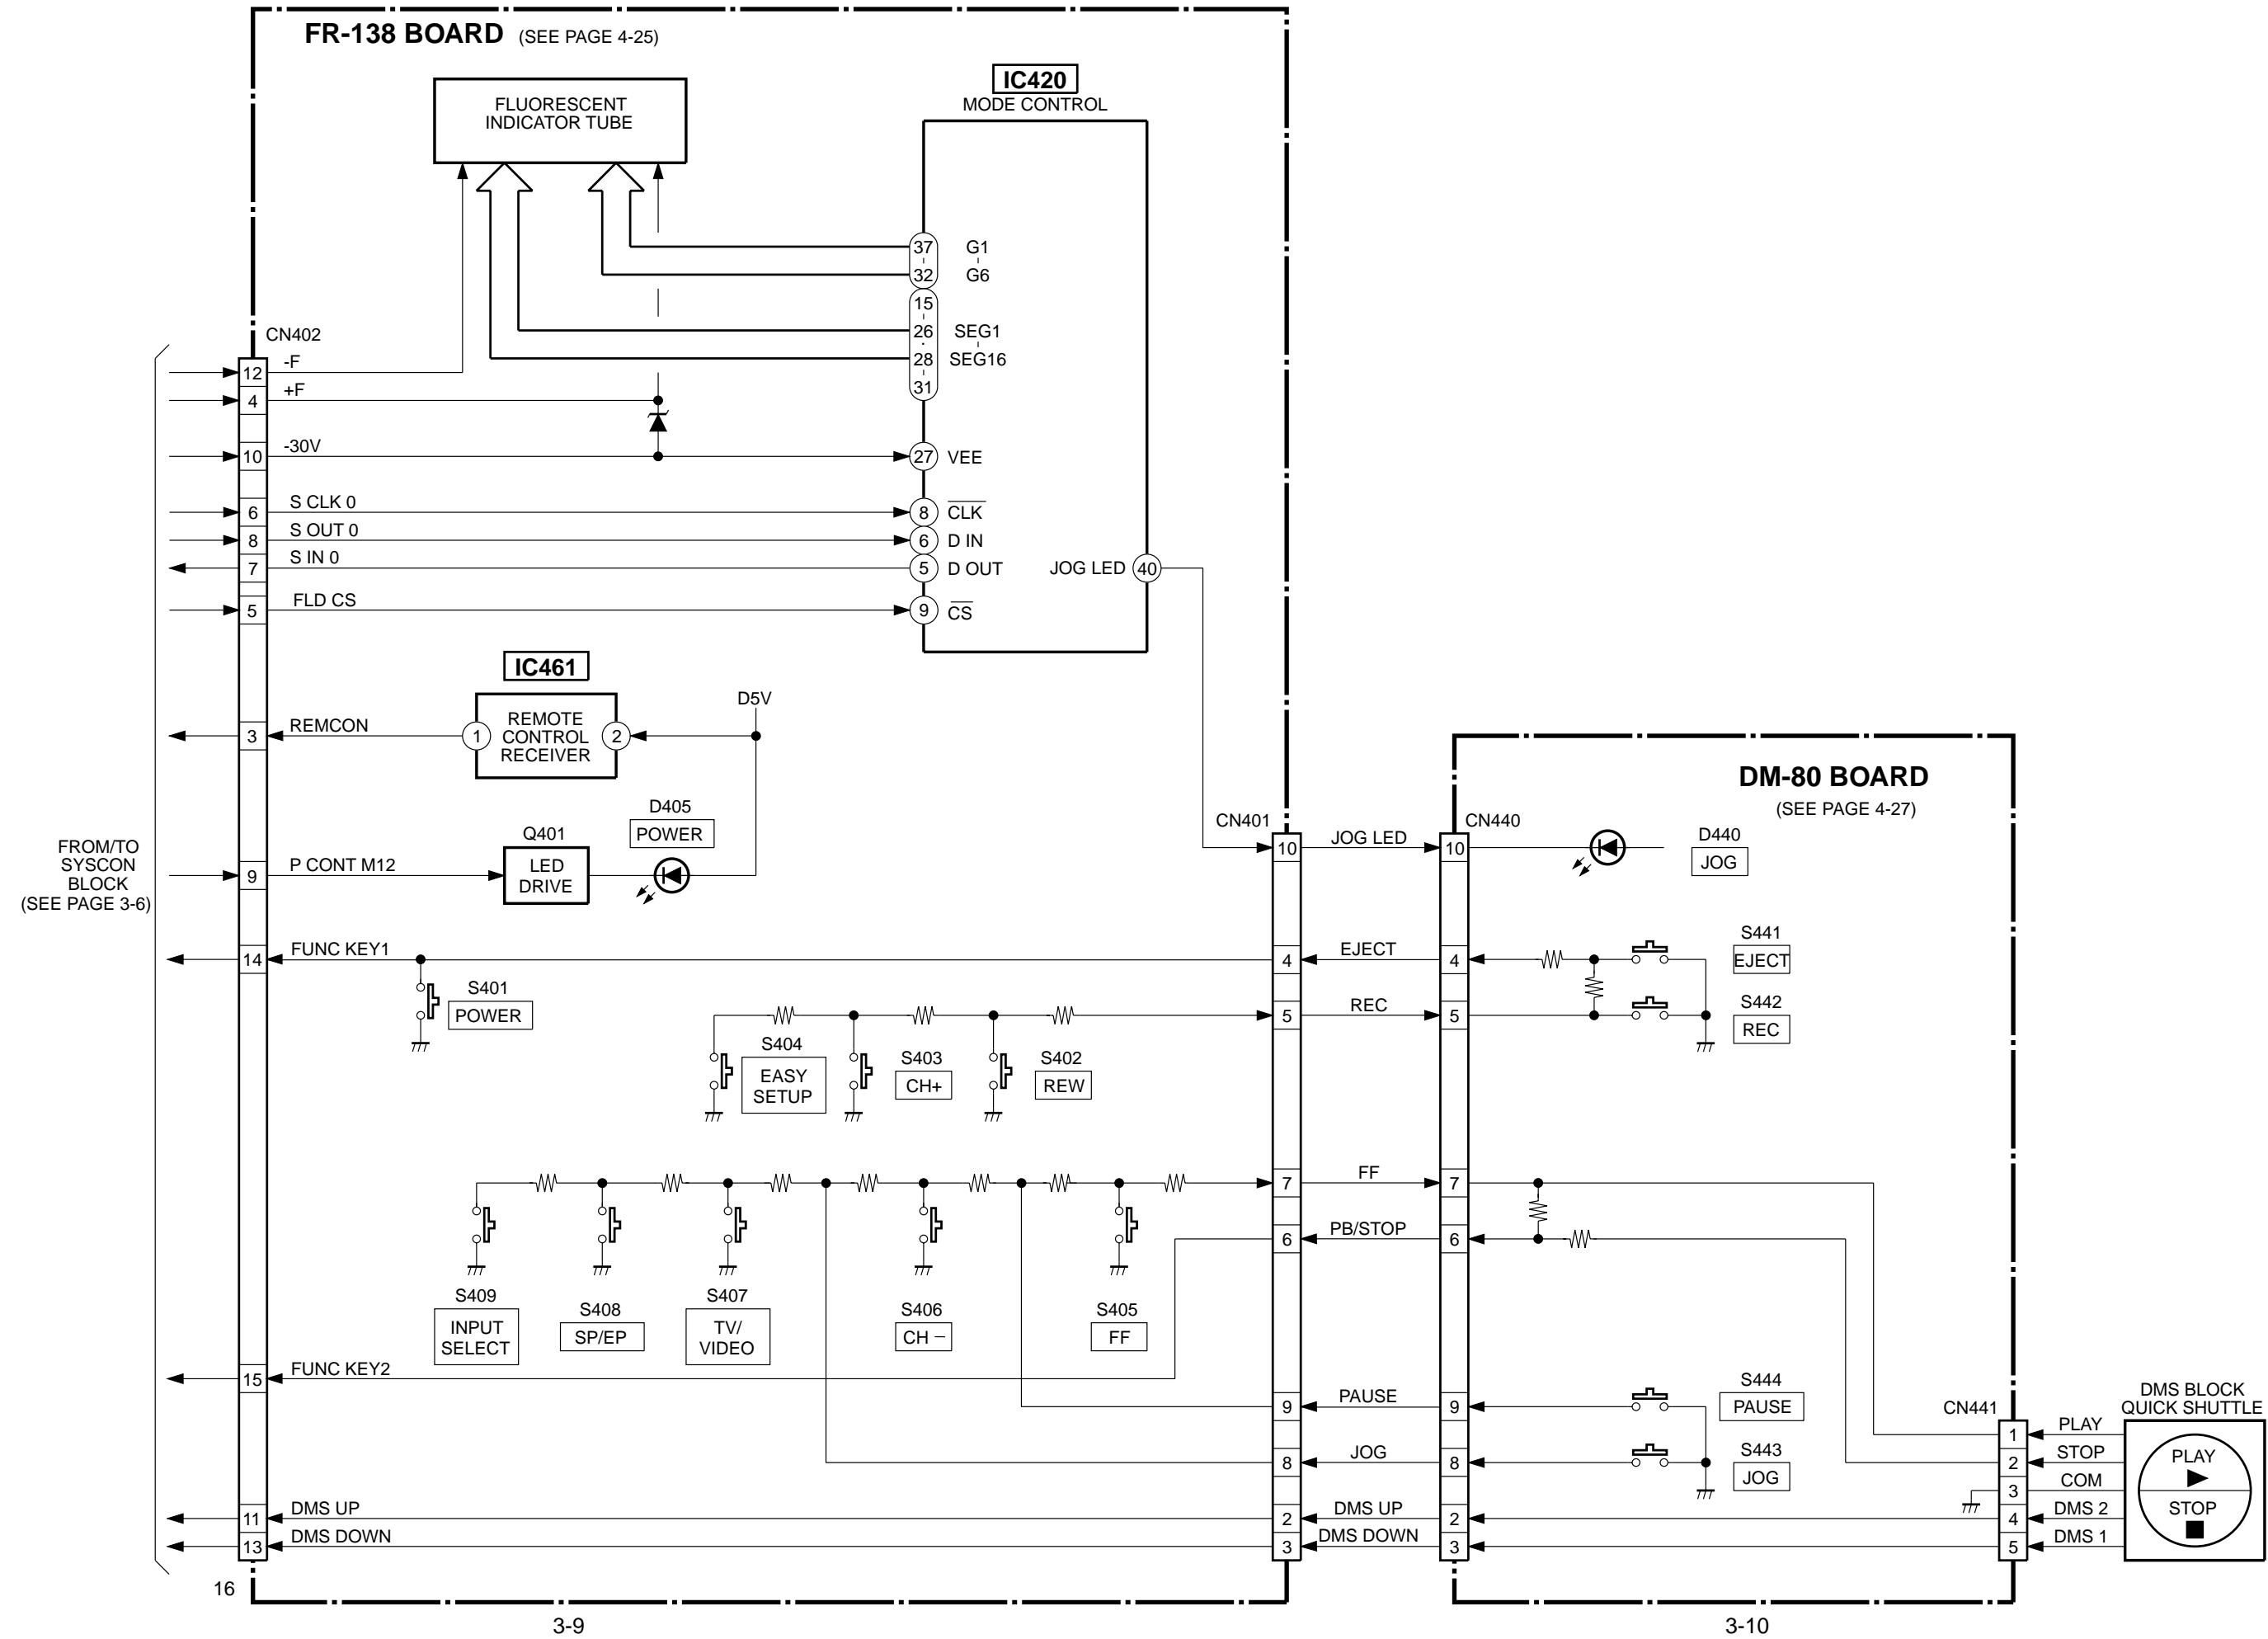 FR-138 BOARD (SEE PAGE 4-25)
FLUORESCENT
INDICATOR TUBE
IC420
MODE CONTROL
37 G1
32 G6
15
26 SEG1
28 SEG16
31
27 VEE
8 CLK
6 D IN
5 D OUT
9 CS
JOG LED 40
CN402
12 -F
4 +F
10 -30V
6 S CLK 0
8 S OUT 0
7 S IN 0
5 FLD CS
IC461
REMOTE
CONTROL
RECEIVER
1
2
D5V
3 REMCON
D405
POWER
Q401
LED
DRIVE
9 P CONT M12
FROM/TO
SYSCON
BLOCK
(SEE PAGE 3-6)
14 FUNC KEY1
S401
POWER
S404
EASY
SETUP
S403
CH+
S402
REW
S409
INPUT
SELECT
S408
SP/EP
S407
TV/
VIDEO
S406
CH −
S405
FF
15 FUNC KEY2
11 DMS UP
13 DMS DOWN
16
CN401
CN440
10 JOG LED 10
4 EJECT 4
5 REC 5
7 FF 7
6 PB/STOP 6
9 PAUSE 9
8 JOG 8
2 DMS UP 2
3 DMS DOWN 3
DM-80 BOARD
(SEE PAGE 4-27)
D440
JOG
S441
EJECT
S442
REC
S444
PAUSE
S443
JOG
CN441
DMS BLOCK
QUICK SHUTTLE
1 PLAY
2 STOP
3 COM
4 DMS 2
5 DMS 1
PLAY
STOP
3-9
3-10